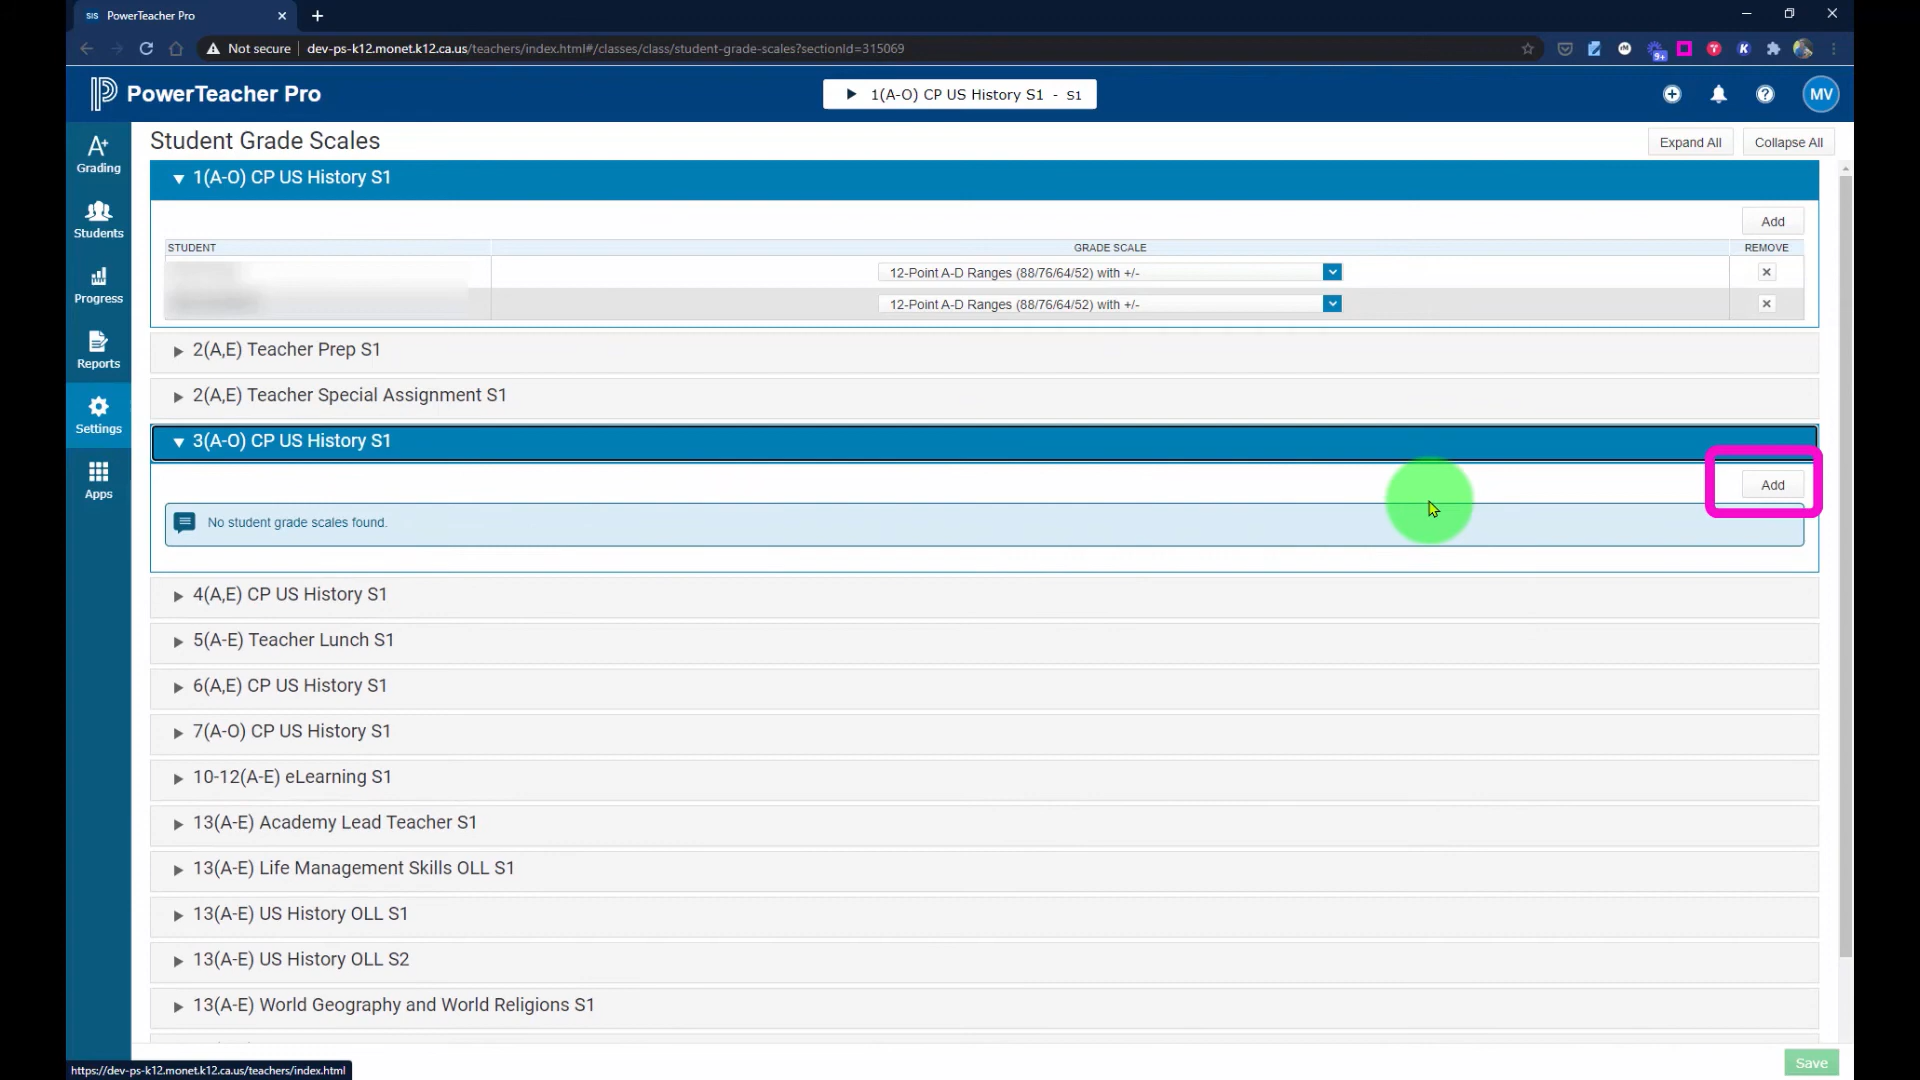 SIS PowerTeacher Pro
Not secure dev-ps-k12.monet.k12.ca.us/teachers/index.html#/classes/class/student-grade-scales?sectionId=315069
9+
K
PowerTeacher Pro
1(A-O) CP US History S1 - S1
MV
A+
Grading
Students
Progress
Reports
Settings
Apps
Student Grade Scales
Expand All
Collapse All
1(A-O) CP US History S1
Add
STUDENT GRADE SCALE REMOVE
12-Point A-D Ranges (88/76/64/52) with +/-
12-Point A-D Ranges (88/76/64/52) with +/-
2(A,E) Teacher Prep S1
2(A,E) Teacher Special Assignment S1
3(A-O) CP US History S1
Add
No student grade scales found.
4(A,E) CP US History S1
5(A-E) Teacher Lunch S1
6(A,E) CP US History S1
7(A-O) CP US History S1
10-12(A-E) eLearning S1
13(A-E) Academy Lead Teacher S1
13(A-E) Life Management Skills OLL S1
13(A-E) US History OLL S1
13(A-E) US History OLL S2
13(A-E) World Geography and World Religions S1
Save
https://dev-ps-k12.monet.k12.ca.us/teachers/index.html